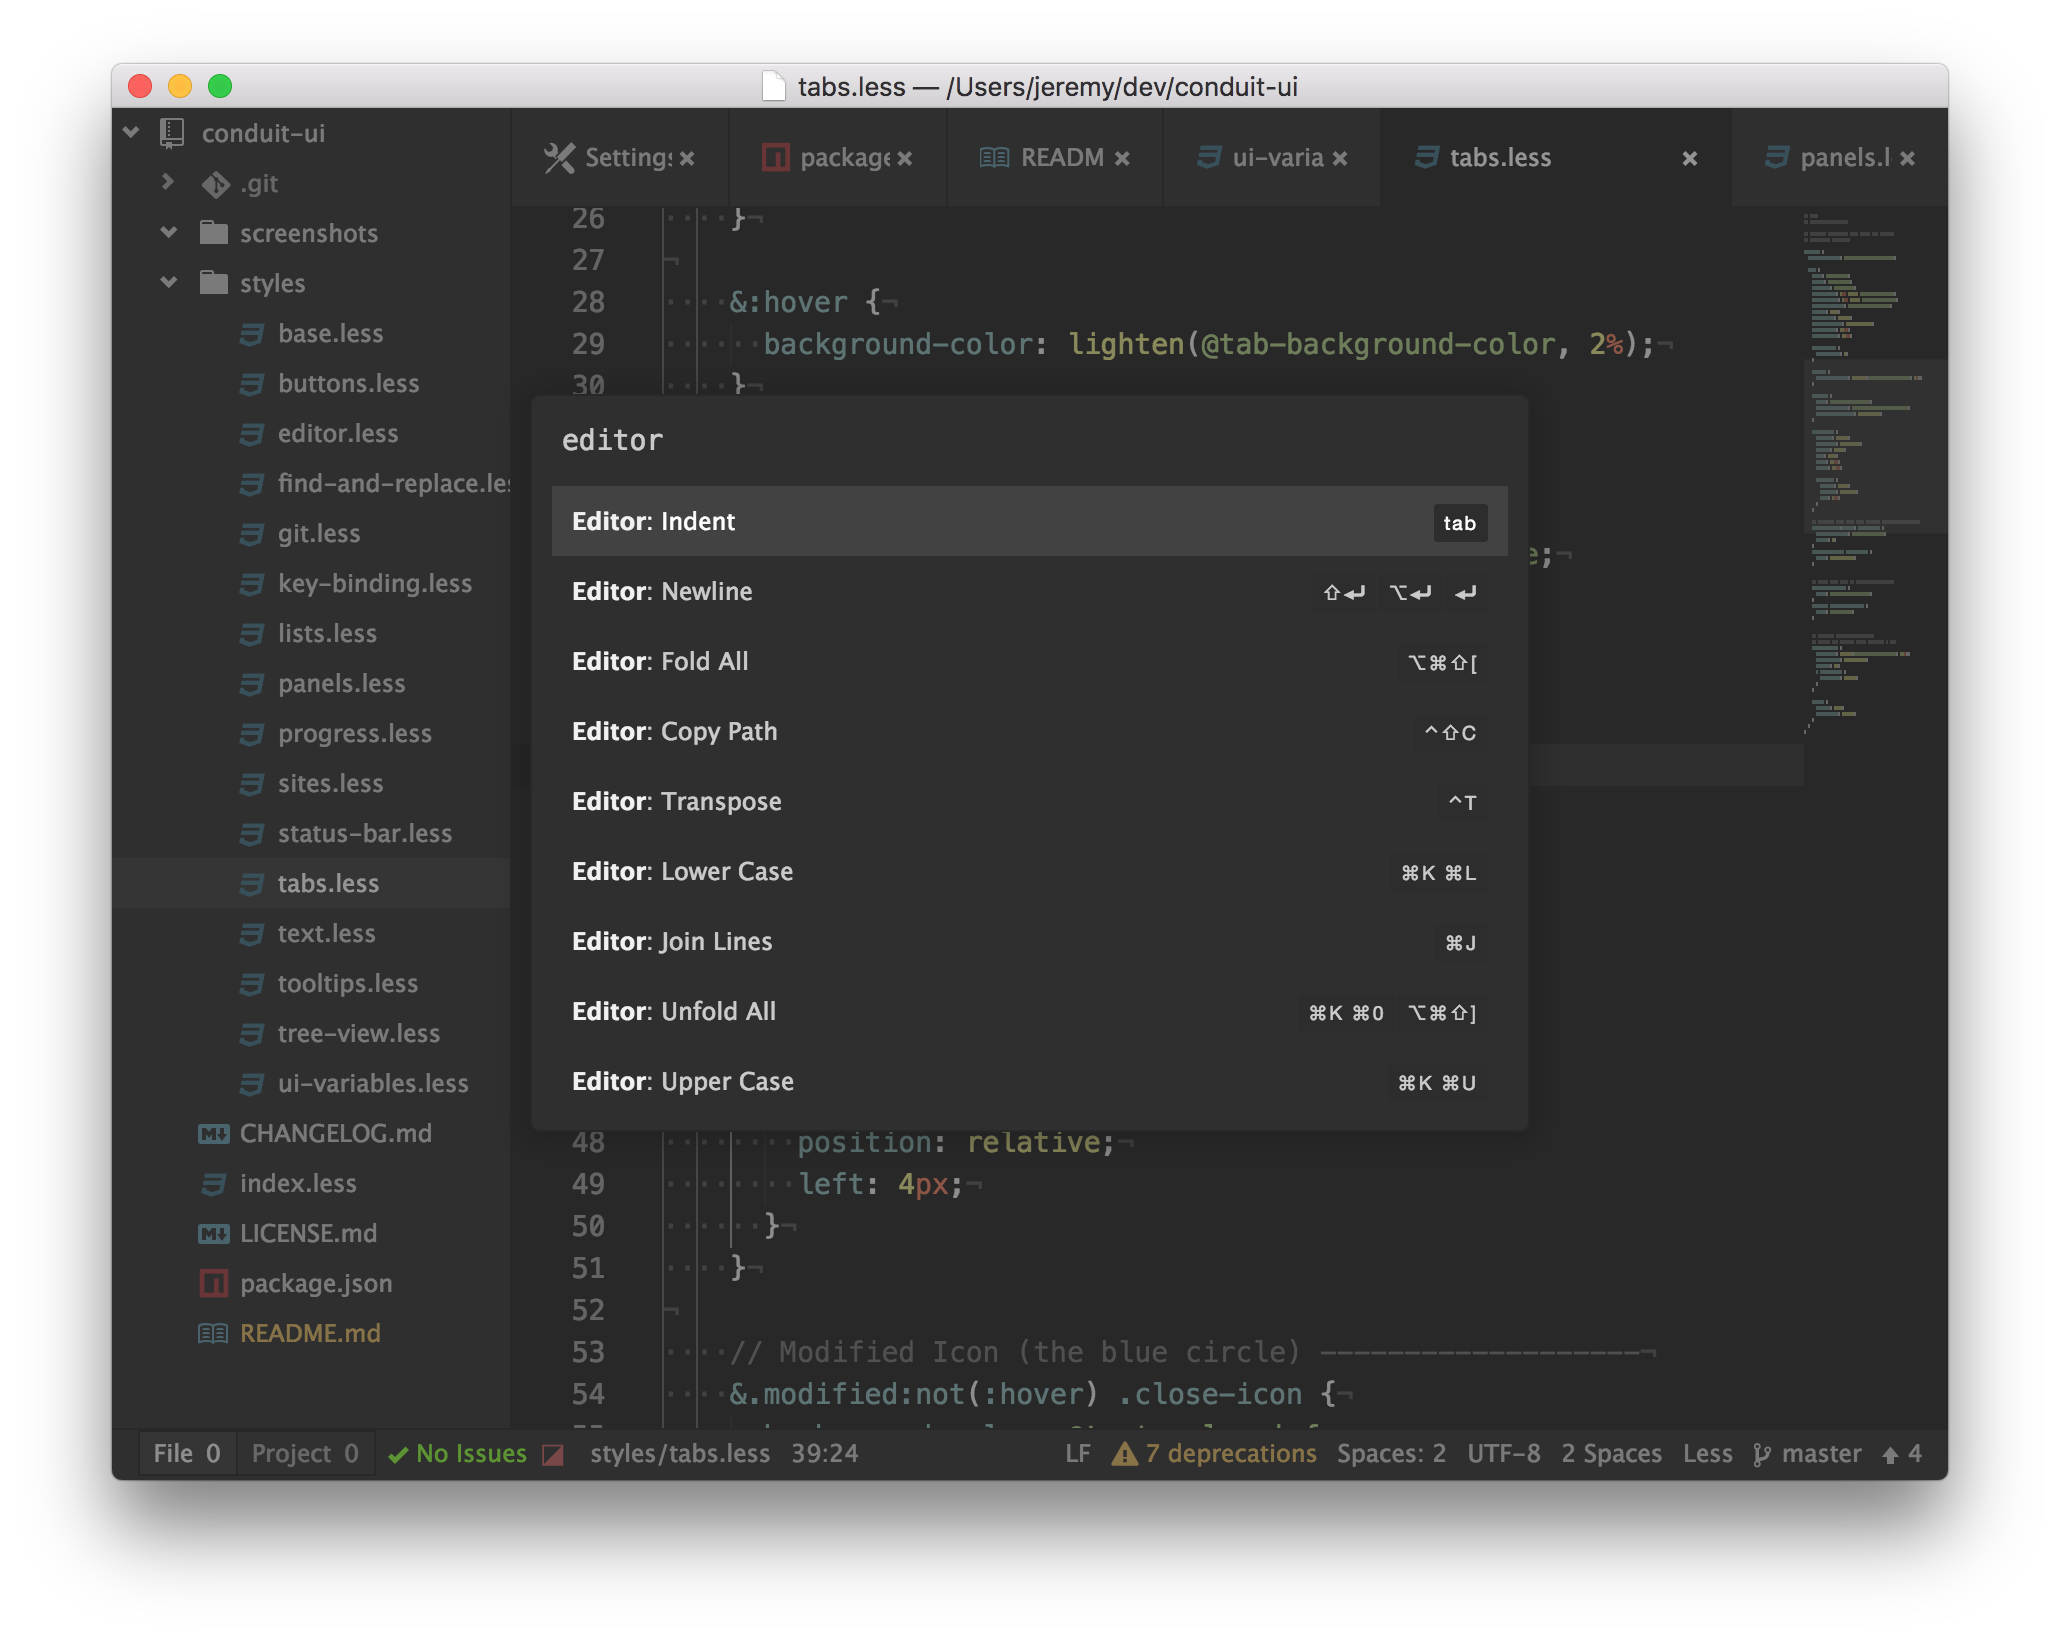 tabs.less — /Users/jeremy/dev/conduit-ui
conduit-ui
.git
screenshots
styles
base.less
buttons.less
editor.less
find-and-replace.les
git.less
key-binding.less
lists.less
panels.less
progress.less
sites.less
status-bar.less
tabs.less
text.less
tooltips.less
tree-view.less
ui-variables.less
CHANGELOG.md
index.less
LICENSE.md
package.json
README.md
Settings package READM ui-varia tabs.less panels.l
26 }¬
27 ¬
28 &:hover {¬
29 background-color: lighten(@tab-background-color, 2%);¬
30 }¬
editor
Editor: Indent tab
e;¬
Editor: Newline ⇧↵ ⌥↵ ↵
Editor: Fold All ⌥⌘⇧[
Editor: Copy Path ^⇧C
Editor: Transpose ^T
Editor: Lower Case ⌘K ⌘L
Editor: Join Lines ⌘J
Editor: Unfold All ⌘K ⌘0 ⌥⌘⇧]
Editor: Upper Case ⌘K ⌘U
48 position: relative;¬
49 left: 4px;¬
50 }¬
51 }¬
52 ¬
53 // Modified Icon (the blue circle) -------------------¬
54 &.modified:not(:hover) .close-icon {¬
File 0 Project 0 No Issues styles/tabs.less 39:24 LF 7 deprecations Spaces: 2 UTF-8 2 Spaces Less master 4